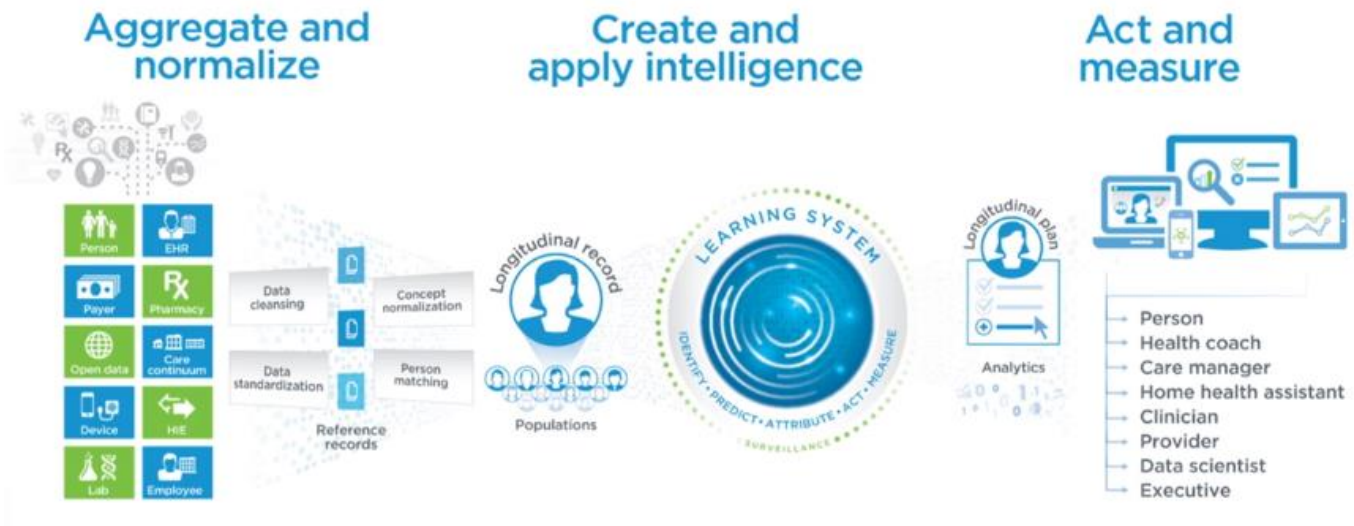 Aggregate and
normalize
Create and
apply intelligence
Act and
measure
Rx
Person
EHR
Payer
Rx
Pharmacy
Open data
Care
continuum
Device
HIE
Lab
Employee
Data
cleansing
Concept
normalization
Data
standardization
Person
matching
Reference
records
Longitudinal record
Populations
LEARNING SYSTEM
IDENTIFY • PREDICT • ATTRIBUTE • ACT • MEASURE
SURVEILLANCE
Longitudinal plan
Analytics
Person
Health coach
Care manager
Home health assistant
Clinician
Provider
Data scientist
Executive